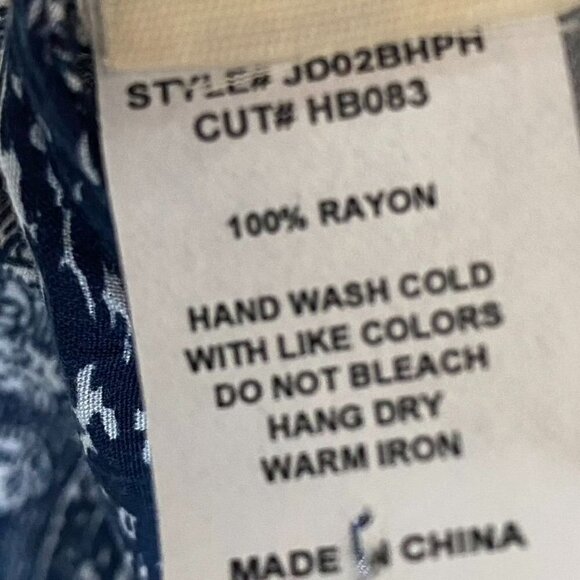 STYLE# JD02BHPH
CUT# HB083
100% RAYON
HAND WASH COLD
WITH LIKE COLORS
DO NOT BLEACH
HANG DRY
WARM IRON
MADE IN CHINA